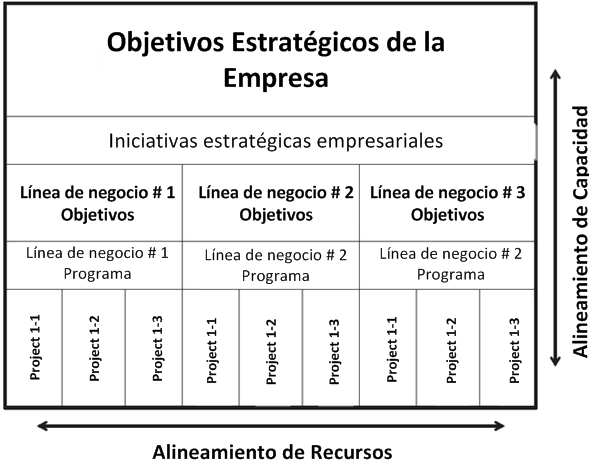 Objetivos Estratégicos de la
Empresa
Iniciativas estratégicas empresariales
Línea de negocio # 1
Objetivos
Línea de negocio # 2
Objetivos
Línea de negocio # 3
Objetivos
Línea de negocio # 1
Programa
Línea de negocio # 2
Programa
Línea de negocio # 2
Programa
Project 1-1
Project 1-2
Project 1-3
Project 1-1
Project 1-2
Project 1-3
Project 1-1
Project 1-2
Project 1-3
Alineamiento de Capacidad
Alineamiento de Recursos